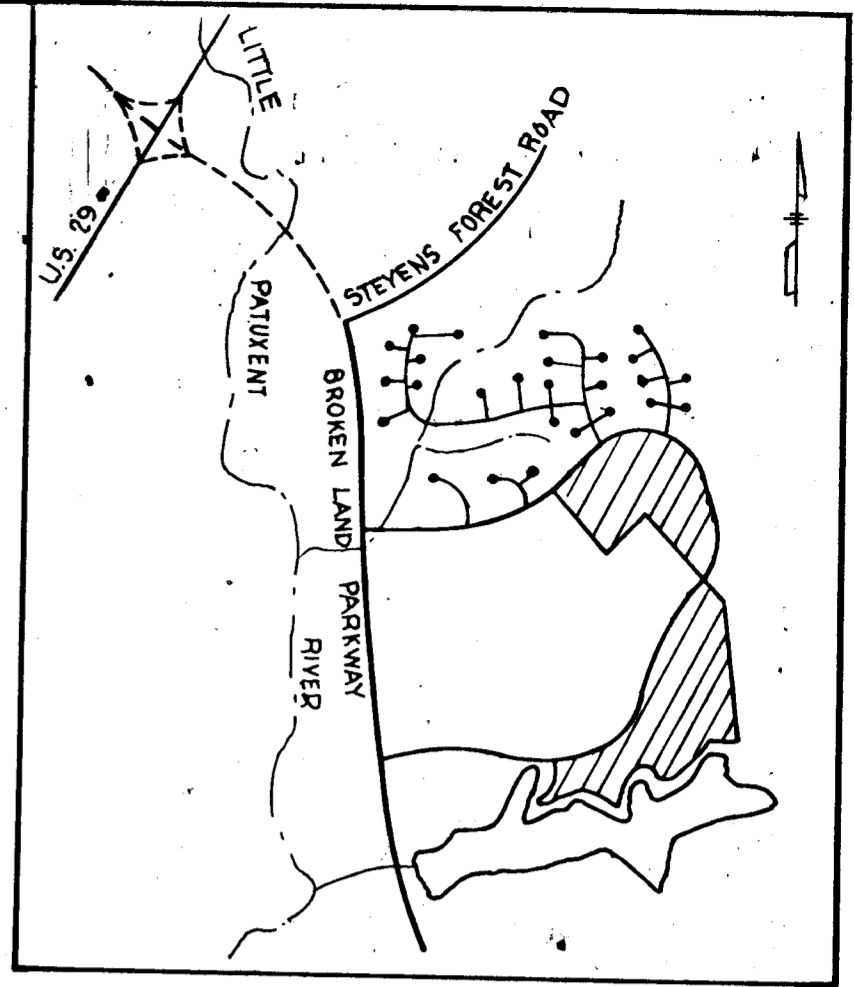 LITTLE
PATUXENT
RIVER
U.S. 29
STEVENS FOREST ROAD
BROKEN LAND
PARKWAY